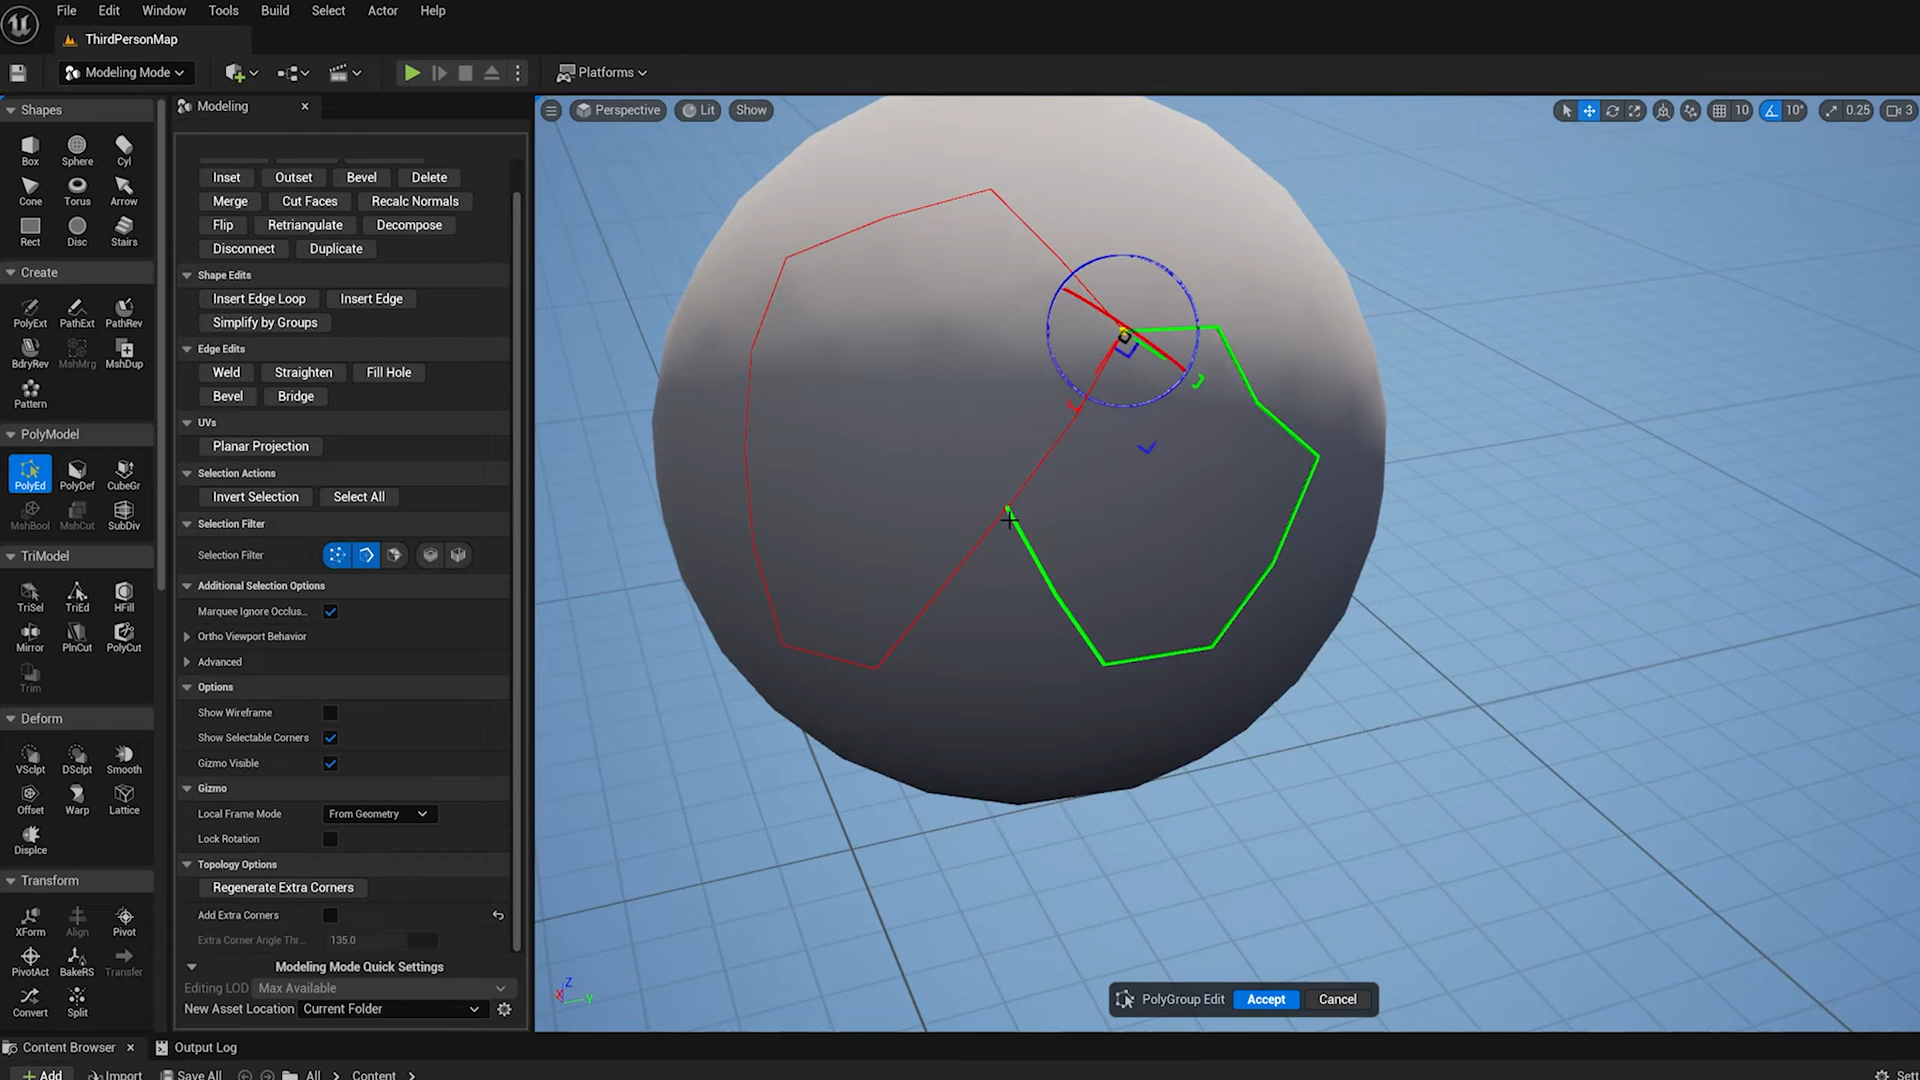 File Edit Window Tools Build Select Actor Help
ThirdPersonMap
Modeling Mode Platforms
Shapes
Box Sphere Cyl
Cone Torus Arrow
Rect Disc Stairs
Create
PolyExt PathExt PathRev
BdryRev MshMrg MshDup
Pattern
PolyModel
PolyEd PolyDef CubeGr
MshBool MshCut SubDiv
TriModel
TriSel TriEd HFill
Mirror PlnCut PolyCut
Trim
Deform
VSclpt DSclpt Smooth
Offset Warp Lattice
Displce
Transform
XForm Align Pivot
PivotAct BakeRS Transfer
Convert Split
Modeling
Inset Outset Bevel Delete
Merge Cut Faces Recalc Normals
Flip Retriangulate Decompose
Disconnect Duplicate
Shape Edits
Insert Edge Loop Insert Edge
Simplify by Groups
Edge Edits
Weld Straighten Fill Hole
Bevel Bridge
UVs
Planar Projection
Selection Actions
Invert Selection Select All
Selection Filter
Selection Filter
Additional Selection Options
Marquee Ignore Occlus...
Ortho Viewport Behavior
Advanced
Options
Show Wireframe
Show Selectable Corners
Gizmo Visible
Gizmo
Local Frame Mode From Geometry
Lock Rotation
Topology Options
Regenerate Extra Corners
Add Extra Corners
Extra Corner Angle Thr... 135.0
Modeling Mode Quick Settings
Editing LOD Max Available
New Asset Location Current Folder
Perspective Lit Show 10 10° 0.25 3
Z
X Y
PolyGroup Edit Accept Cancel
Content Browser Output Log
Add Import Save All All Content Sett